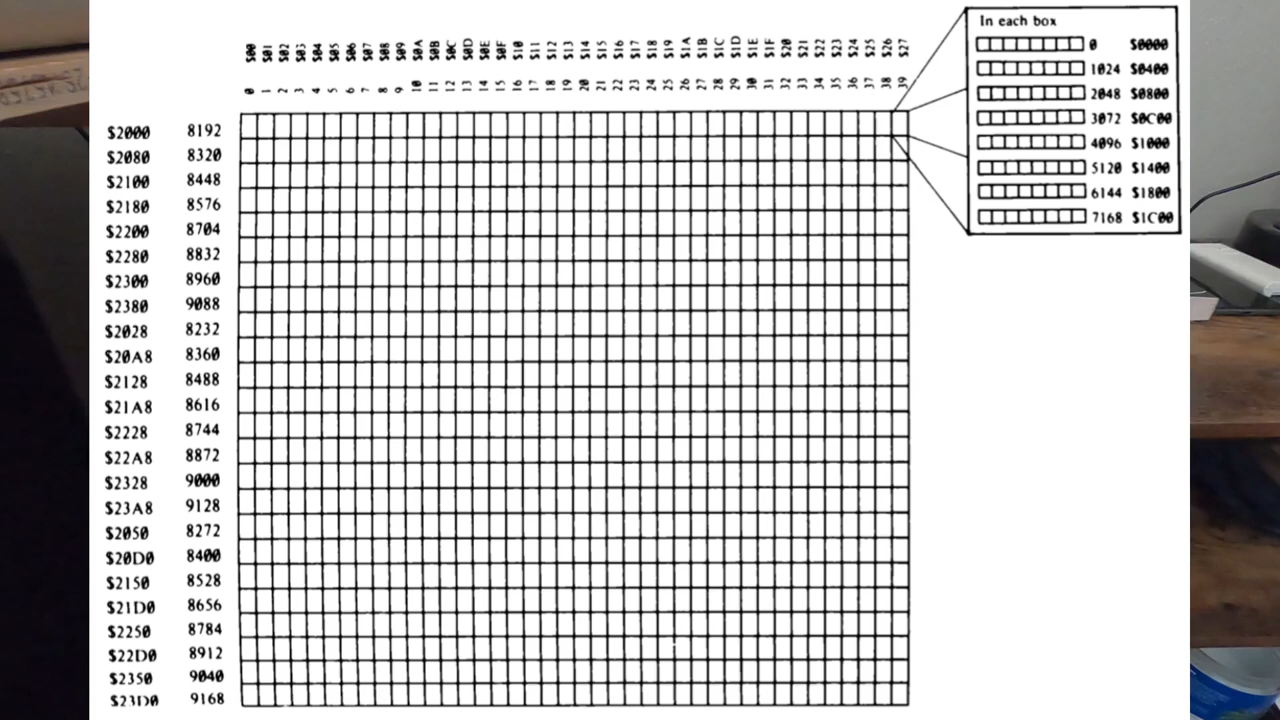 In each box
0 $0000
1024 $0400
2048 $0800
3072 $0C00
4096 $1000
5120 $1400
6144 $1800
7168 $1C00
$00 $01 $02 $03 $04 $05 $06 $07 $08 $09 $0A $0B $0C $0D $0E $0F $10 $11 $12 $13 $14 $15 $16 $17 $18 $19 $1A $1B $1C $1D $1E $1F $20 $21 $22 $23 $24 $25 $26 $27
0 1 2 3 4 5 6 7 8 9 10 11 12 13 14 15 16 17 18 19 20 21 22 23 24 25 26 27 28 29 30 31 32 33 34 35 36 37 38 39
$2000 8192
$2080 8320
$2100 8448
$2180 8576
$2200 8704
$2280 8832
$2300 8960
$2380 9088
$2028 8232
$20A8 8360
$2128 8488
$21A8 8616
$2228 8744
$22A8 8872
$2328 9000
$23A8 9128
$2050 8272
$20D0 8400
$2150 8528
$21D0 8656
$2250 8784
$22D0 8912
$2350 9040
$23D0 9168